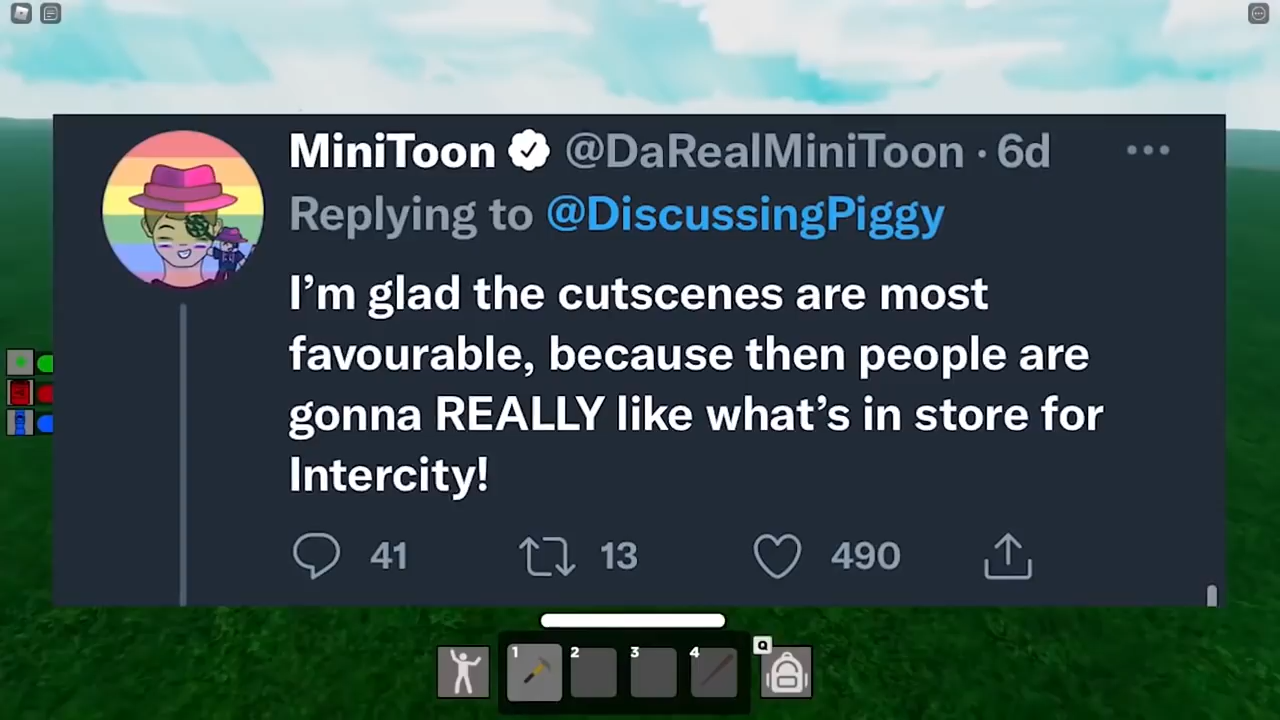 MiniToon @DaRealMiniToon · 6d
Replying to @DiscussingPiggy
I’m glad the cutscenes are most
favourable, because then people are
gonna REALLY like what’s in store for
Intercity!
41 13 490
1 2 3 4 Q